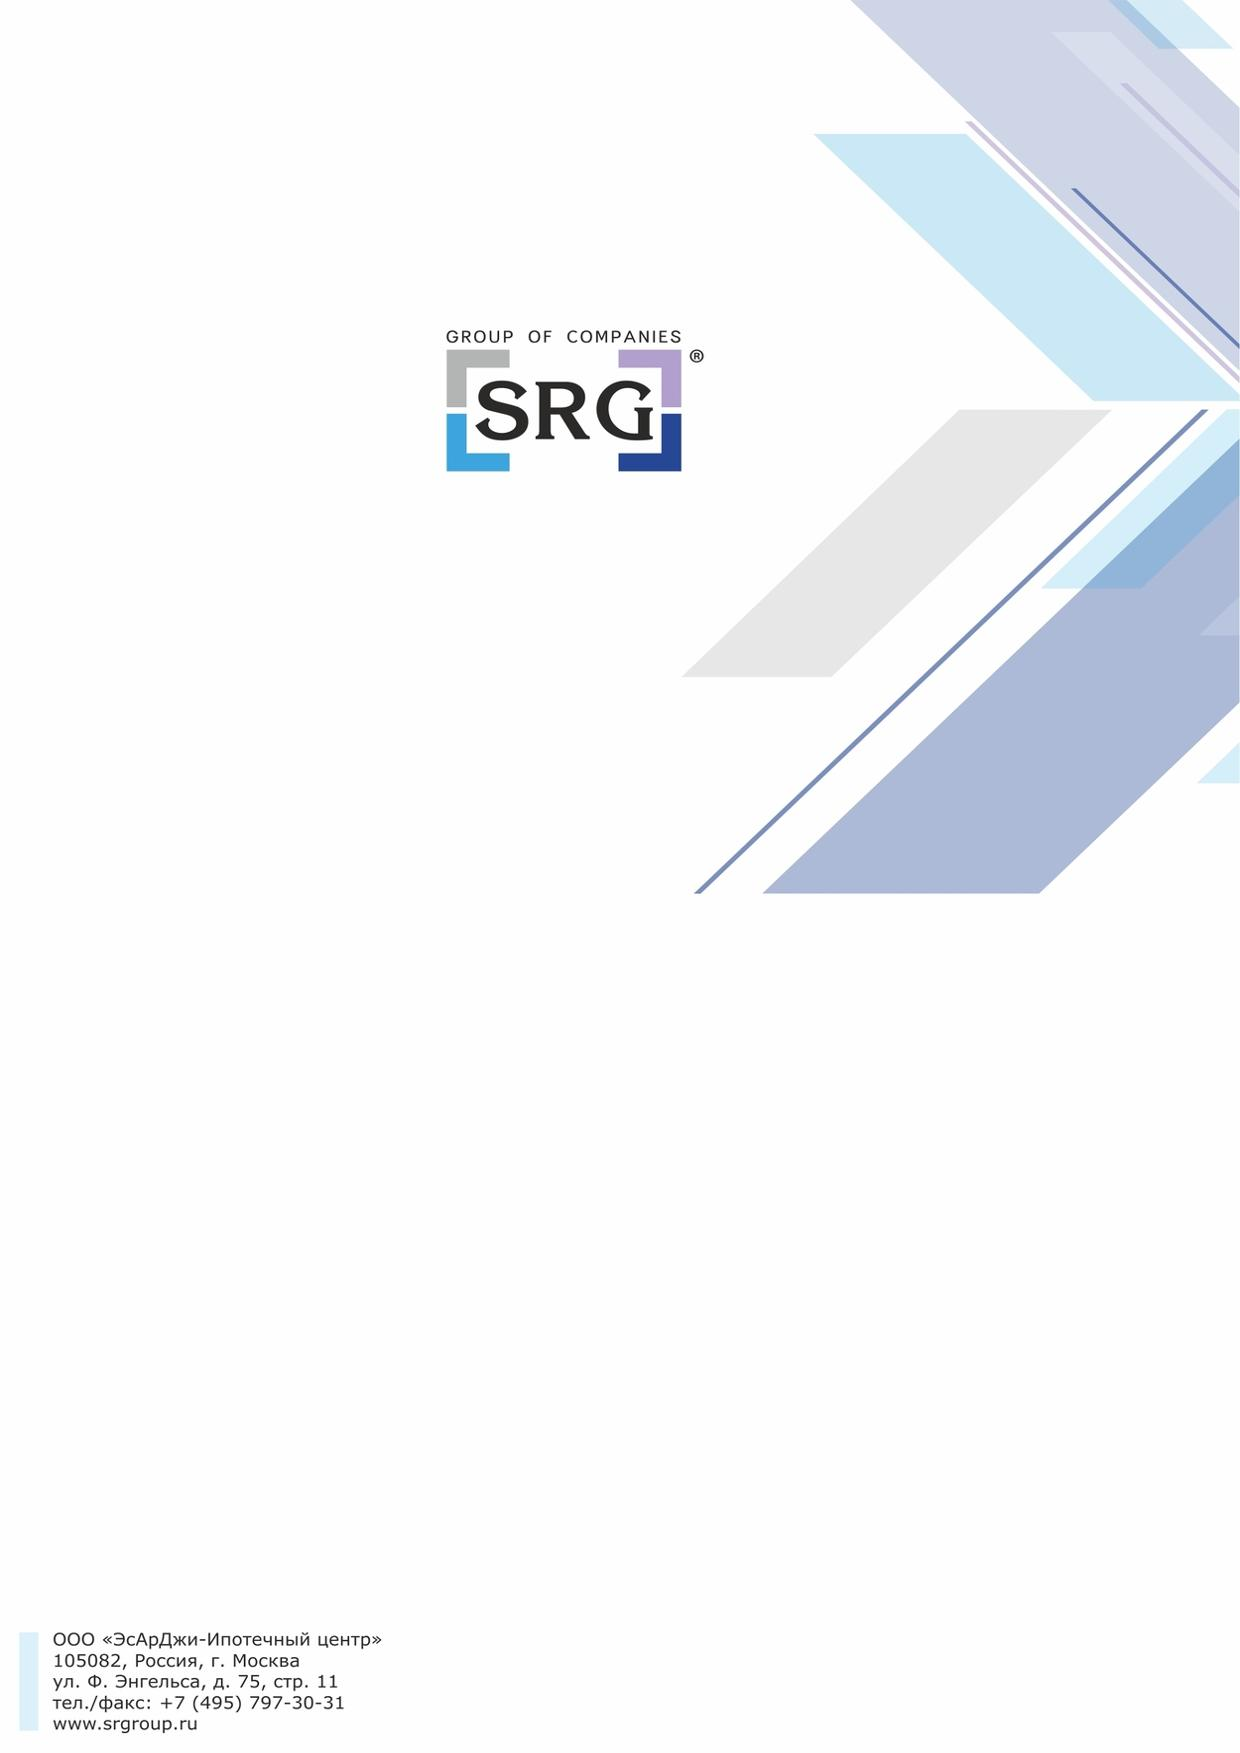 GROUP OF COMPANIES
SRG®
ООО «ЭсАрДжи-Ипотечный центр»
105082, Россия, г. Москва
ул. Ф. Энгельса, д. 75, стр. 11
тел./факс: +7 (495) 797-30-31
www.srgroup.ru